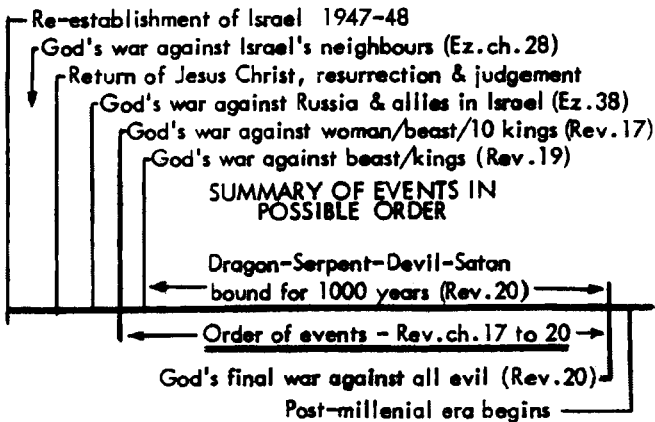 Re-establishment of Israel 1947-48
God's war against Israel's neighbours (Ez.ch.28)
Return of Jesus Christ, resurrection & judgement
God's war against Russia & allies in Israel (Ez.38)
God's war against woman/beast/10 kings (Rev.17)
God's war against beast/kings (Rev.19)
SUMMARY OF EVENTS IN
POSSIBLE ORDER
Dragon-Serpent-Devil-Satan
bound for 1000 years (Rev.20)
Order of events - Rev.ch.17 to 20
God's final war against all evil (Rev.20)
Post-millenial era begins